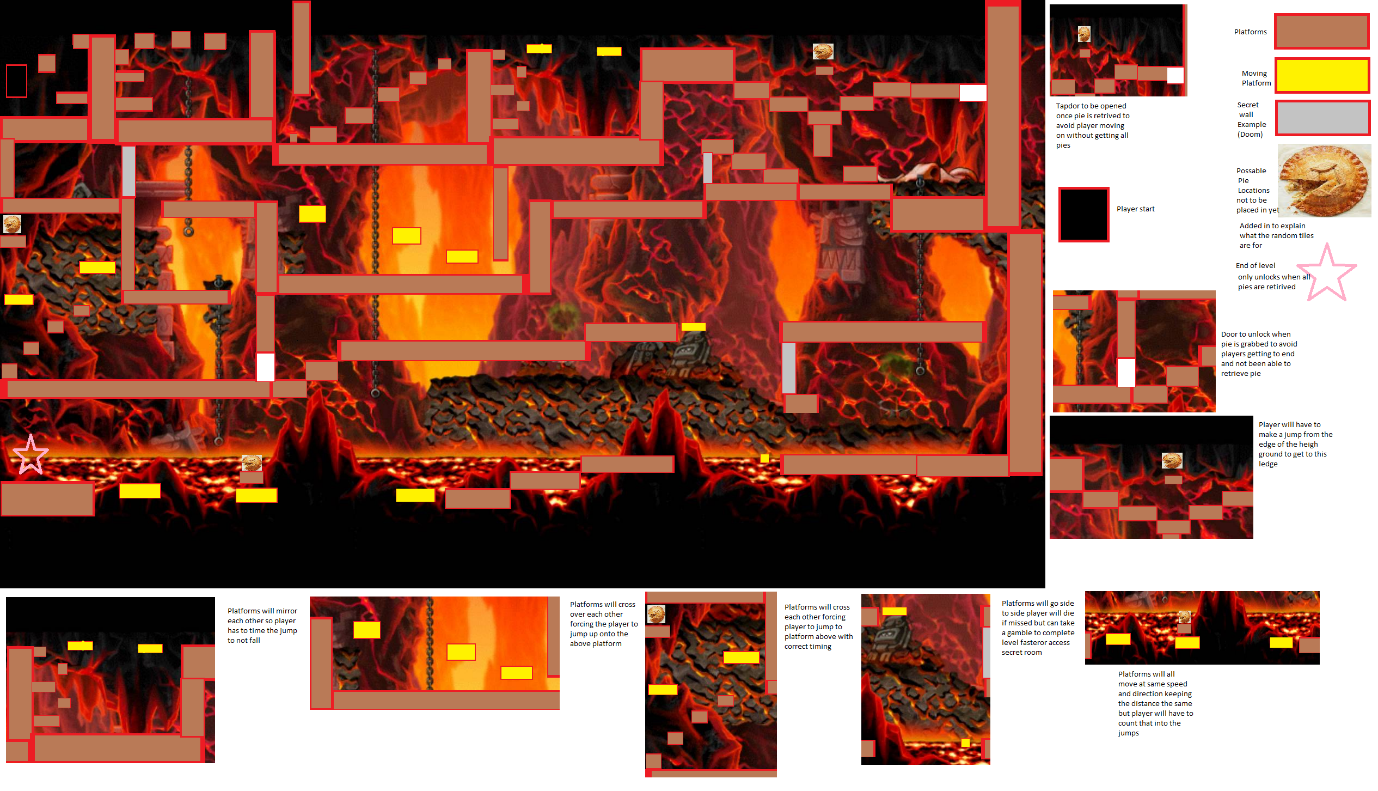 Platforms
Moving
Platform
Secret
wall
Example
(Doom)
Tapdor to be opened
once pie is retrived to
avoid player moving
on without getting all
pies
Possable
Pie
Locations
not to be
placed in yet
Player start
Added in to explain
what the random tiles
are for
End of level
only unlocks when all
pies are retirived
Door to unlock when
pie is grabbed to avoid
players getting to end
and not been able to
retrieve pie
Player will have to
make a jump from the
edge of the heigh
ground to get to this
ledge
Platforms will mirror
each other so player
has to time the jump
to not fall
Platforms will cross
over each other
forcing the player to
jump up onto the
above platform
Platforms will cross
each other forcing
player to jump to
platform above with
correct timing
Platforms will go side
to side player will die
if missed but can take
a gamble to complete
level fasteror access
secret room
Platforms will all
move at same speed
and direction keeping
the distance the same
but player will have to
count that into the
jumps